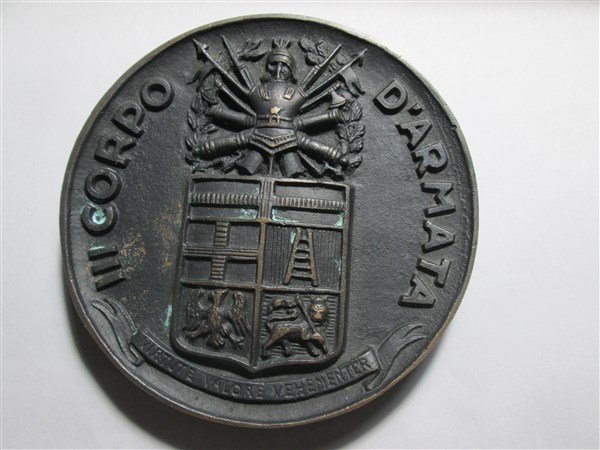 III CORPO D'ARMATA
VIRTUTE VALORE VEHEMENTER